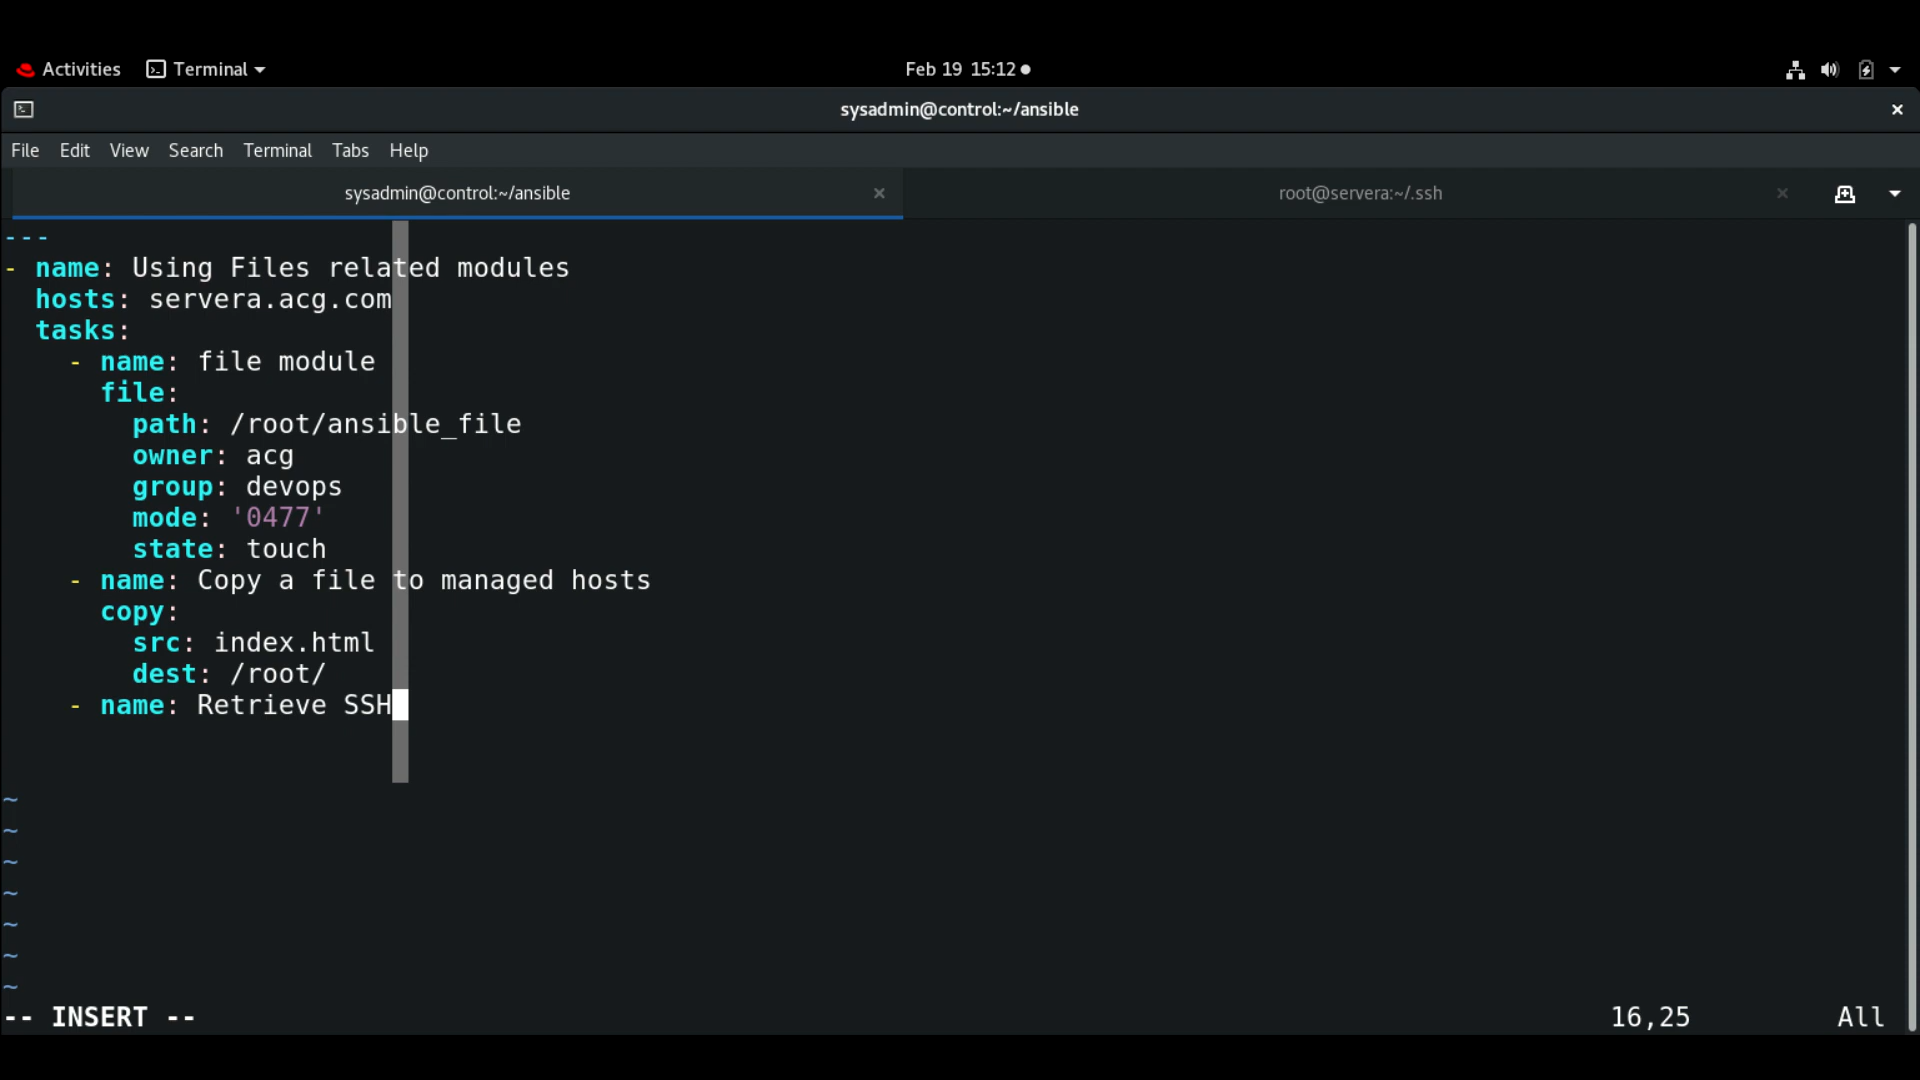 Activities Terminal Feb 19 15:12
sysadmin@control:~/ansible
File Edit View Search Terminal Tabs Help
sysadmin@control:~/ansible root@servera:~/.ssh
---
- name: Using Files related modules
  hosts: servera.acg.com
  tasks:
    - name: file module
      file:
        path: /root/ansible_file
        owner: acg
        group: devops
        mode: '0477'
        state: touch
    - name: Copy a file to managed hosts
      copy:
        src: index.html
        dest: /root/
    - name: Retrieve SSH
~
~
~
~
~
~
~
-- INSERT -- 16,25 All